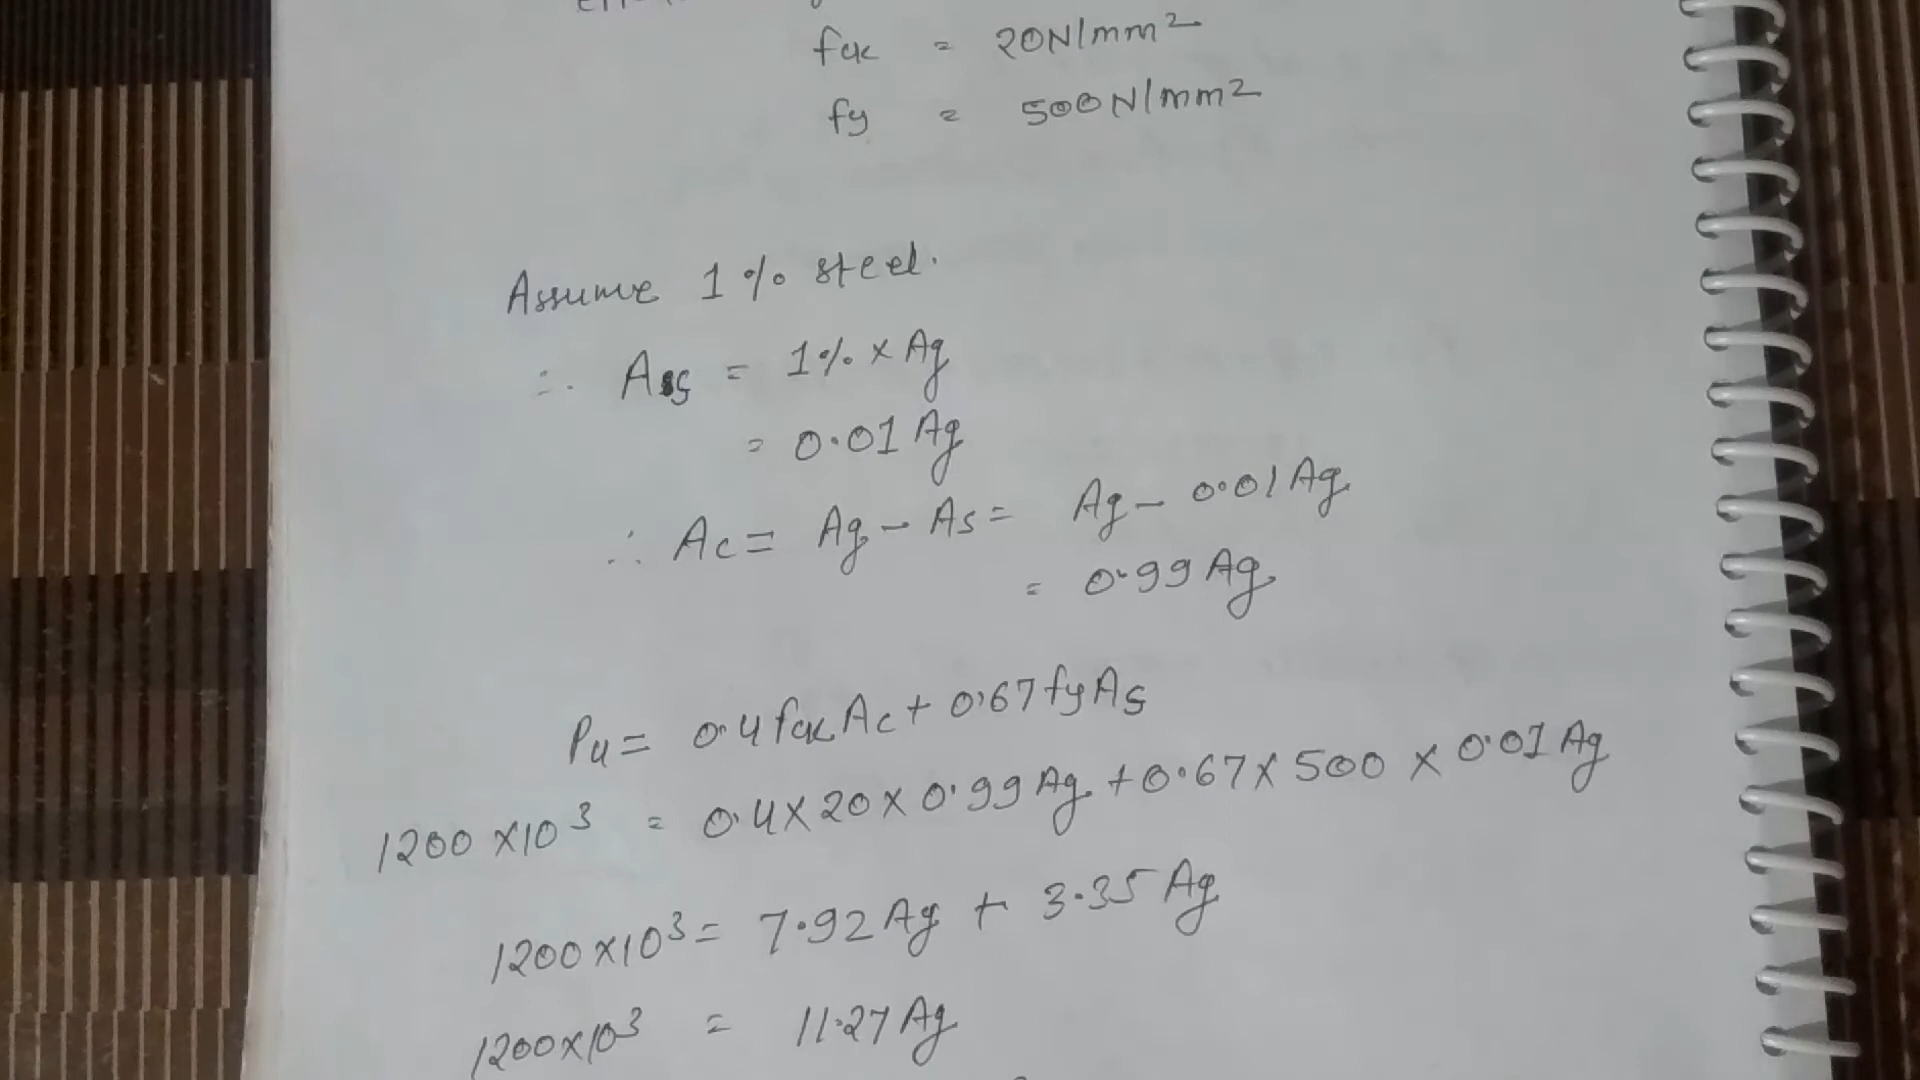 fck = 20N/mm²
fy = 500N/mm²
Assume 1% steel.
∴ Asc = 1% × Ag
= 0.01 Ag
∴ Ac = Ag - As = Ag - 0.01 Ag
= 0.99 Ag
Pu = 0.4 fck Ac + 0.67 fy As
1200 ×10³ = 0.4 × 20 × 0.99 Ag + 0.67 × 500 × 0.01 Ag
1200 ×10³ = 7.92 Ag + 3.35 Ag
1200 ×10³ = 11.27 Ag